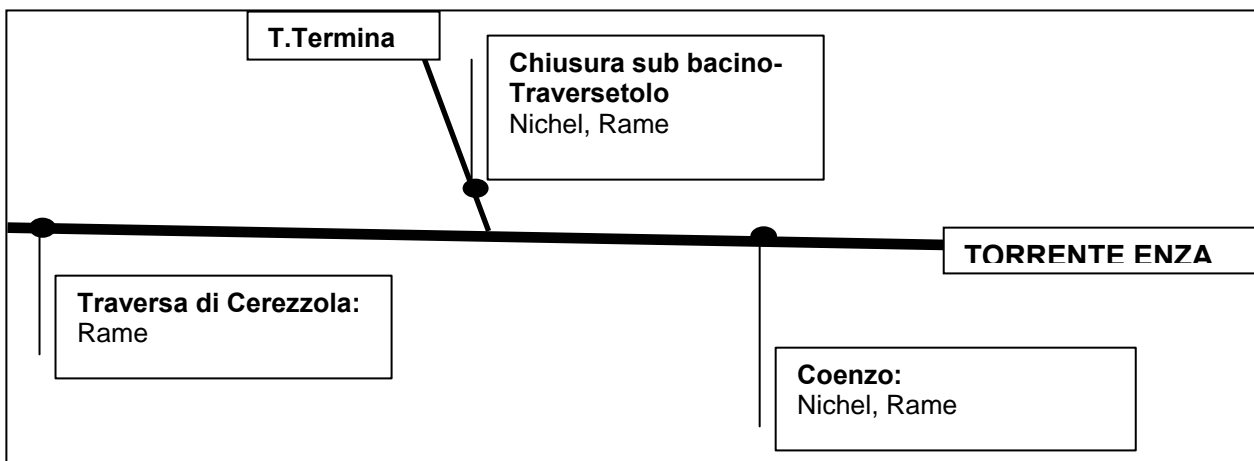 T.Termina
Chiusura sub bacino-
Traversetolo
Nichel, Rame
TORRENTE ENZA
Traversa di Cerezzola:
Rame
Coenzo:
Nichel, Rame